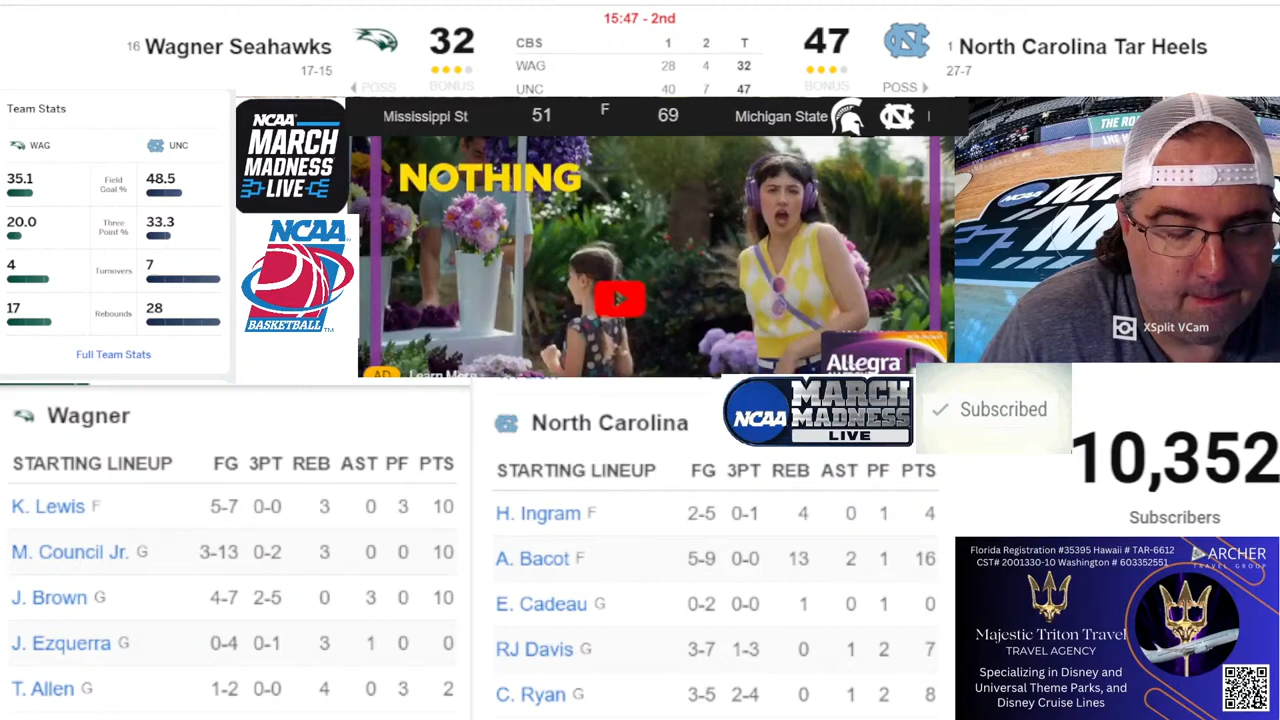 15:47 - 2nd
16 Wagner Seahawks
17-15
32
POSS
BONUS
CBS 1 2 T
WAG 28 4 32
UNC 40 7 47
47
BONUS
1 North Carolina Tar Heels
27-7
POSS
Team Stats
WAG UNC
35.1 Field Goal % 48.5
20.0 Three Point % 33.3
4 Turnovers 7
17 Rebounds 28
Full Team Stats
NCAA
MARCH
MADNESS
LIVE
NCAA
BASKETBALL
TM
Mississippi St 51 F 69 Michigan State
NOTHING
Allegra
AD Learn More
THE RO
NCAA
XSplit VCam
Wagner
STARTING LINEUP FG 3PT REB AST PF PTS
K. Lewis F 5-7 0-0 3 0 3 10
M. Council Jr. G 3-13 0-2 3 0 0 10
J. Brown G 4-7 2-5 0 3 0 10
J. Ezquerra G 0-4 0-1 3 1 0 0
T. Allen G 1-2 0-0 4 0 3 2
North Carolina
STARTING LINEUP FG 3PT REB AST PF PTS
H. Ingram F 2-5 0-1 4 0 1 4
A. Bacot F 5-9 0-0 13 2 1 16
E. Cadeau G 0-2 0-0 1 0 1 0
RJ Davis G 3-7 1-3 0 1 2 7
C. Ryan G 3-5 2-4 0 1 2 8
NCAA
MARCH
MADNESS
LIVE
Subscribed
10,352
Subscribers
Florida Registration #35395 Hawaii # TAR-6612
CST# 2001330-10 Washington # 603352551
ARCHER
TRAVEL GROUP
Majestic Triton Travel
TRAVEL AGENCY
Specializing in Disney and
Universal Theme Parks, and
Disney Cruise Lines